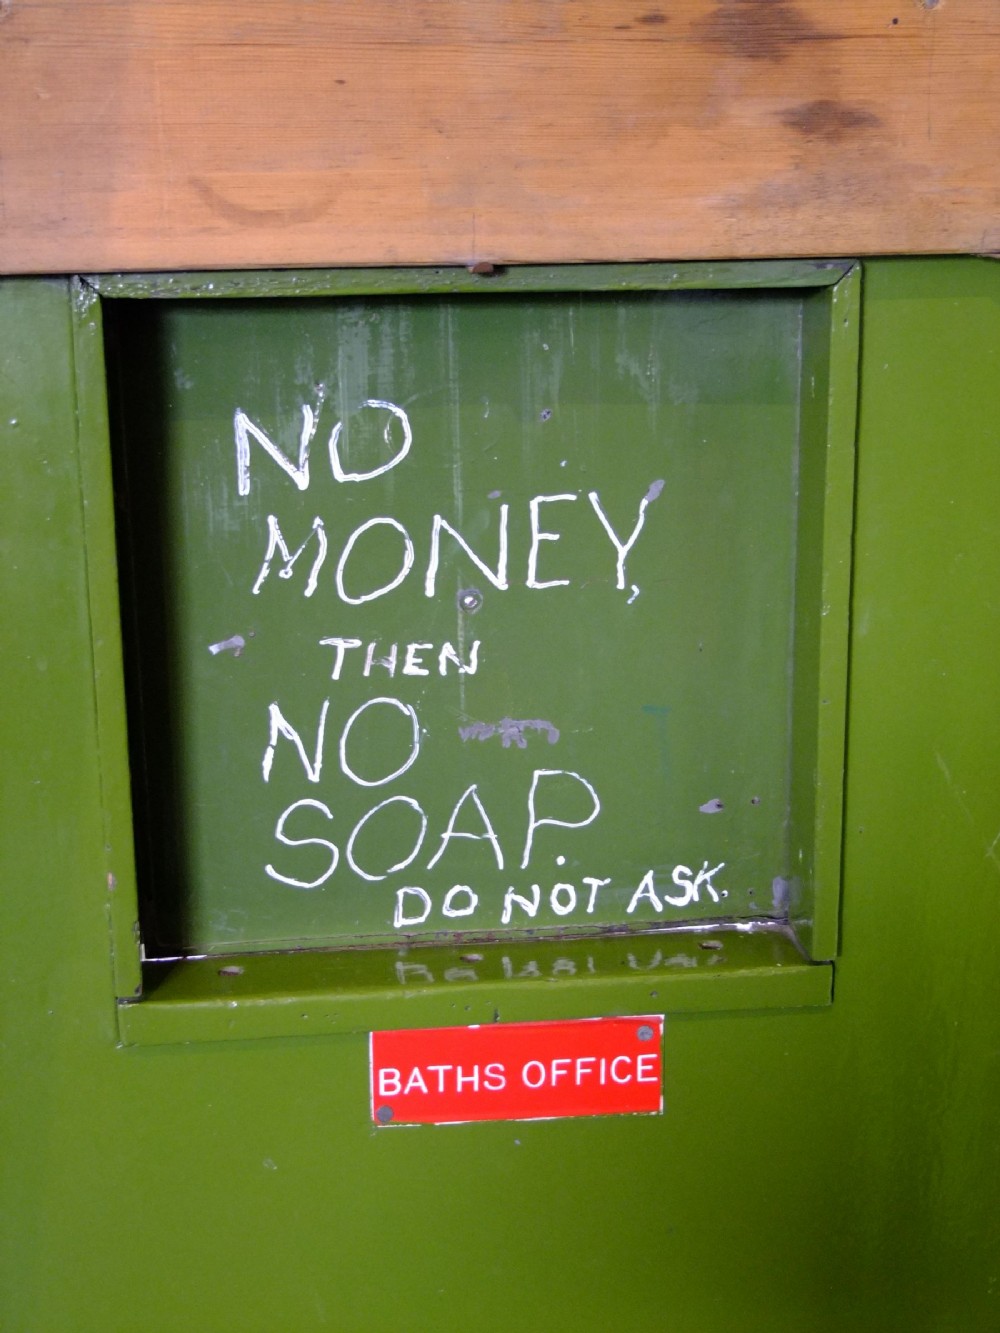 NO
MONEY,
THEN
NO
SOAP.
DO NOT ASK.
BATHS OFFICE